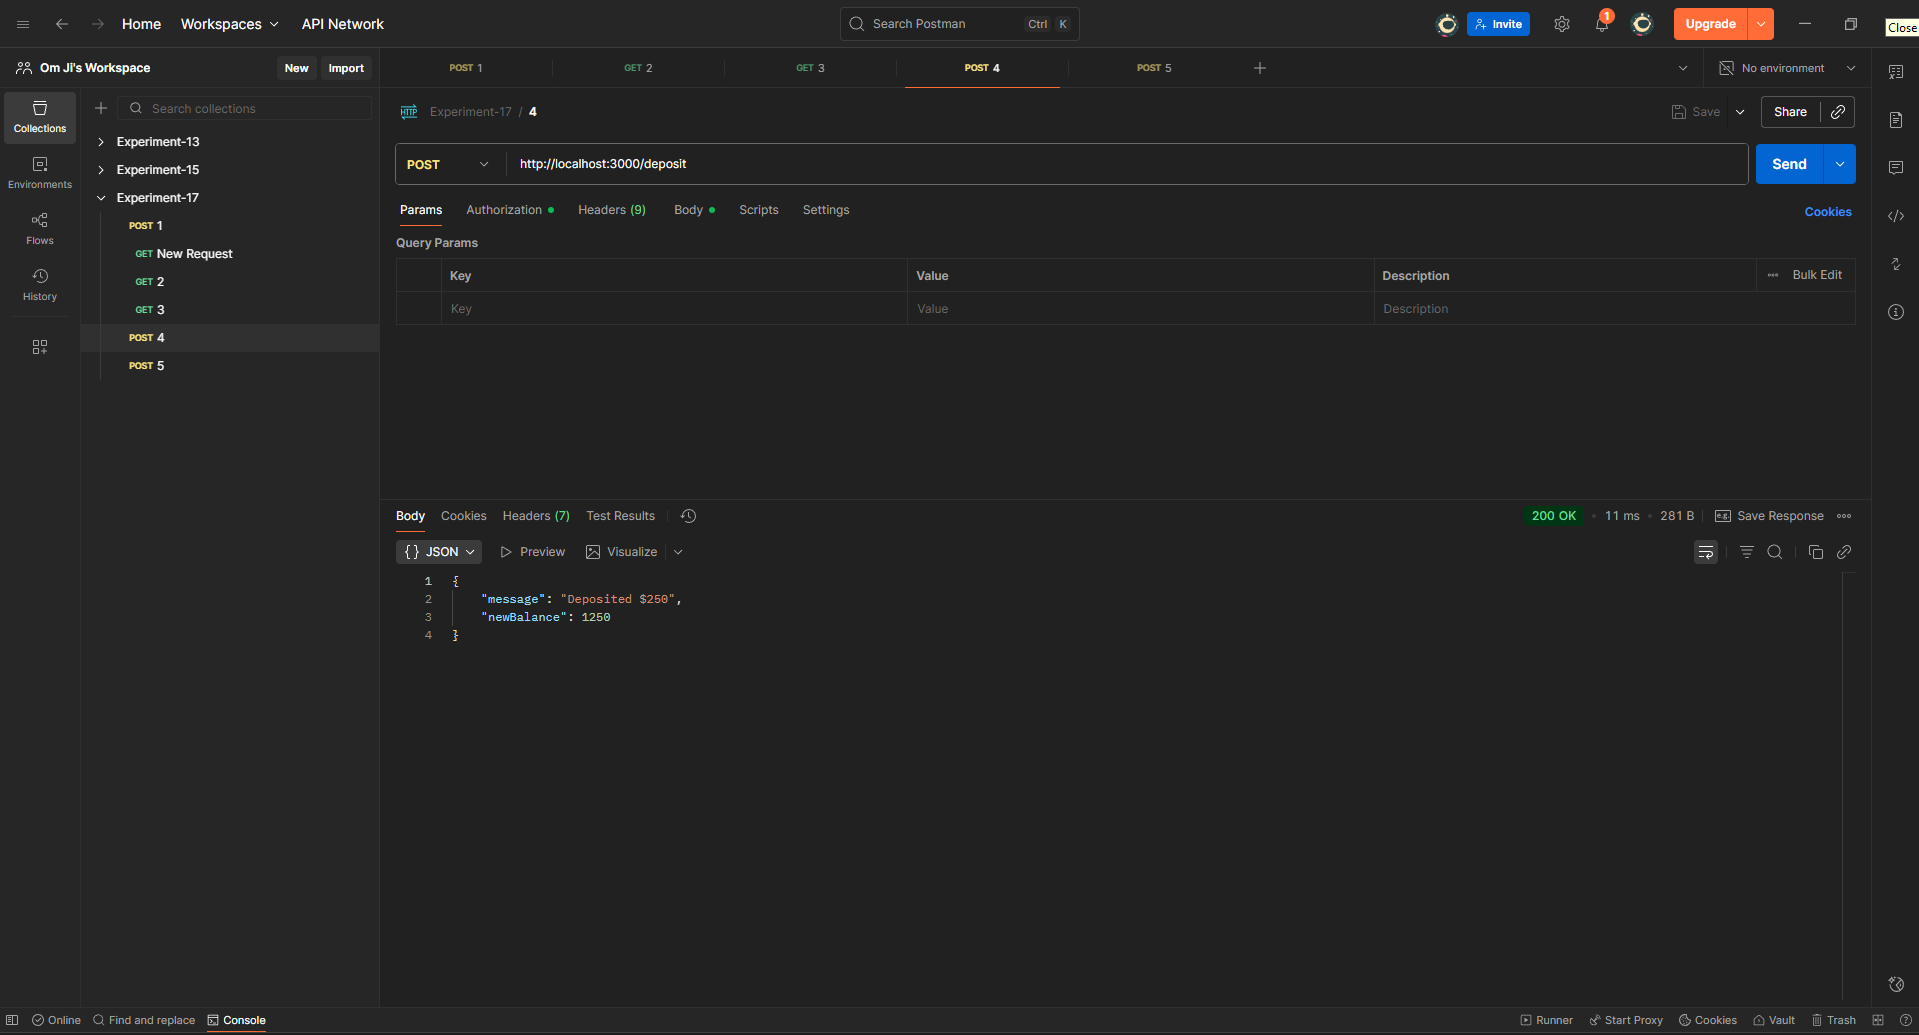 Home Workspaces API Network Search Postman Ctrl K Invite 1 Upgrade Close
Om Ji's Workspace New Import POST 1 GET 2 GET 3 POST 4 POST 5 No environment
Collections
Environments
Flows
History
Search collections
Experiment-13
Experiment-15
Experiment-17
POST 1
GET New Request
GET 2
GET 3
POST 4
POST 5
HTTP Experiment-17 / 4 Save Share
POST http://localhost:3000/deposit Send
Params Authorization Headers (9) Body Scripts Settings Cookies
Query Params
Key Value Description Bulk Edit
Key Value Description
Body Cookies Headers (7) Test Results 200 OK 11 ms 281 B e.g. Save Response
{} JSON Preview Visualize
1 {
2 "message": "Deposited $250",
3 "newBalance": 1250
4 }
Online Find and replace Console Runner Start Proxy Cookies Vault Trash